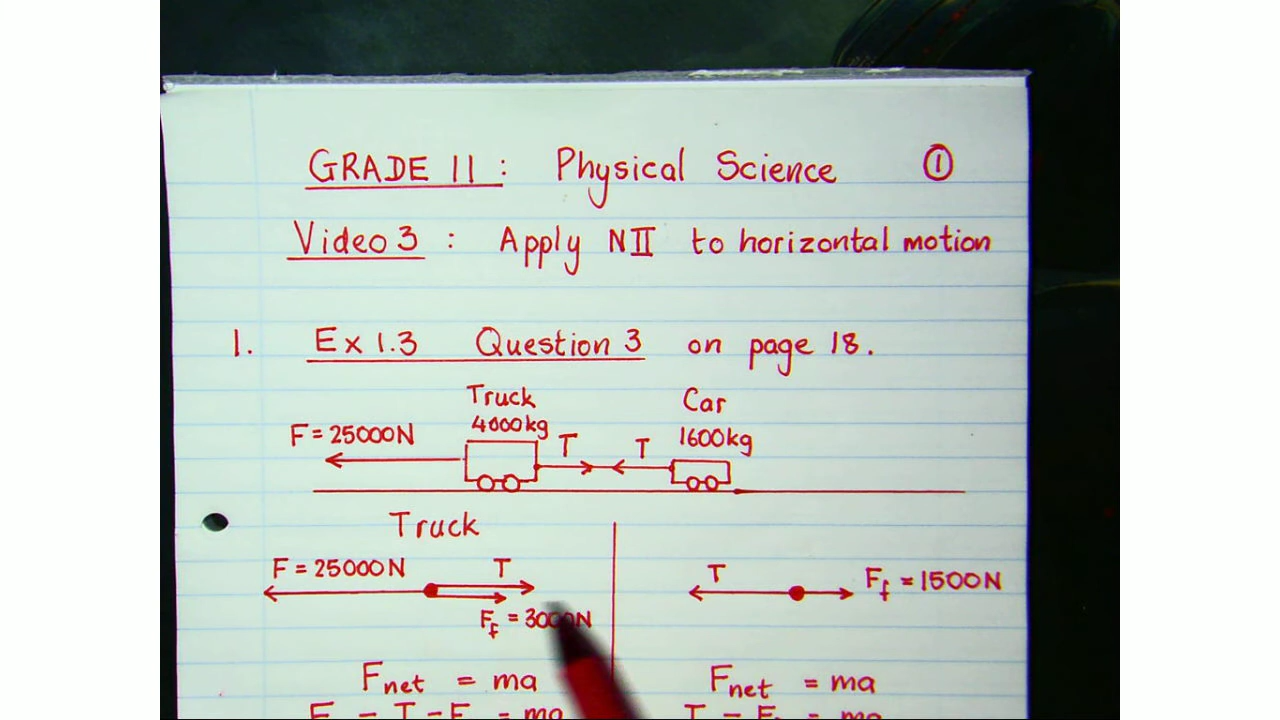 GRADE 11 : Physical Science ①
Video 3 : Apply NII to horizontal motion
1. Ex 1.3 Question 3 on page 18.
Truck Car
4000kg 1600kg
F = 25000N T T
Truck
F = 25000N T T Ff = 1500N
Ff = 3000N
Fnet = ma Fnet = ma